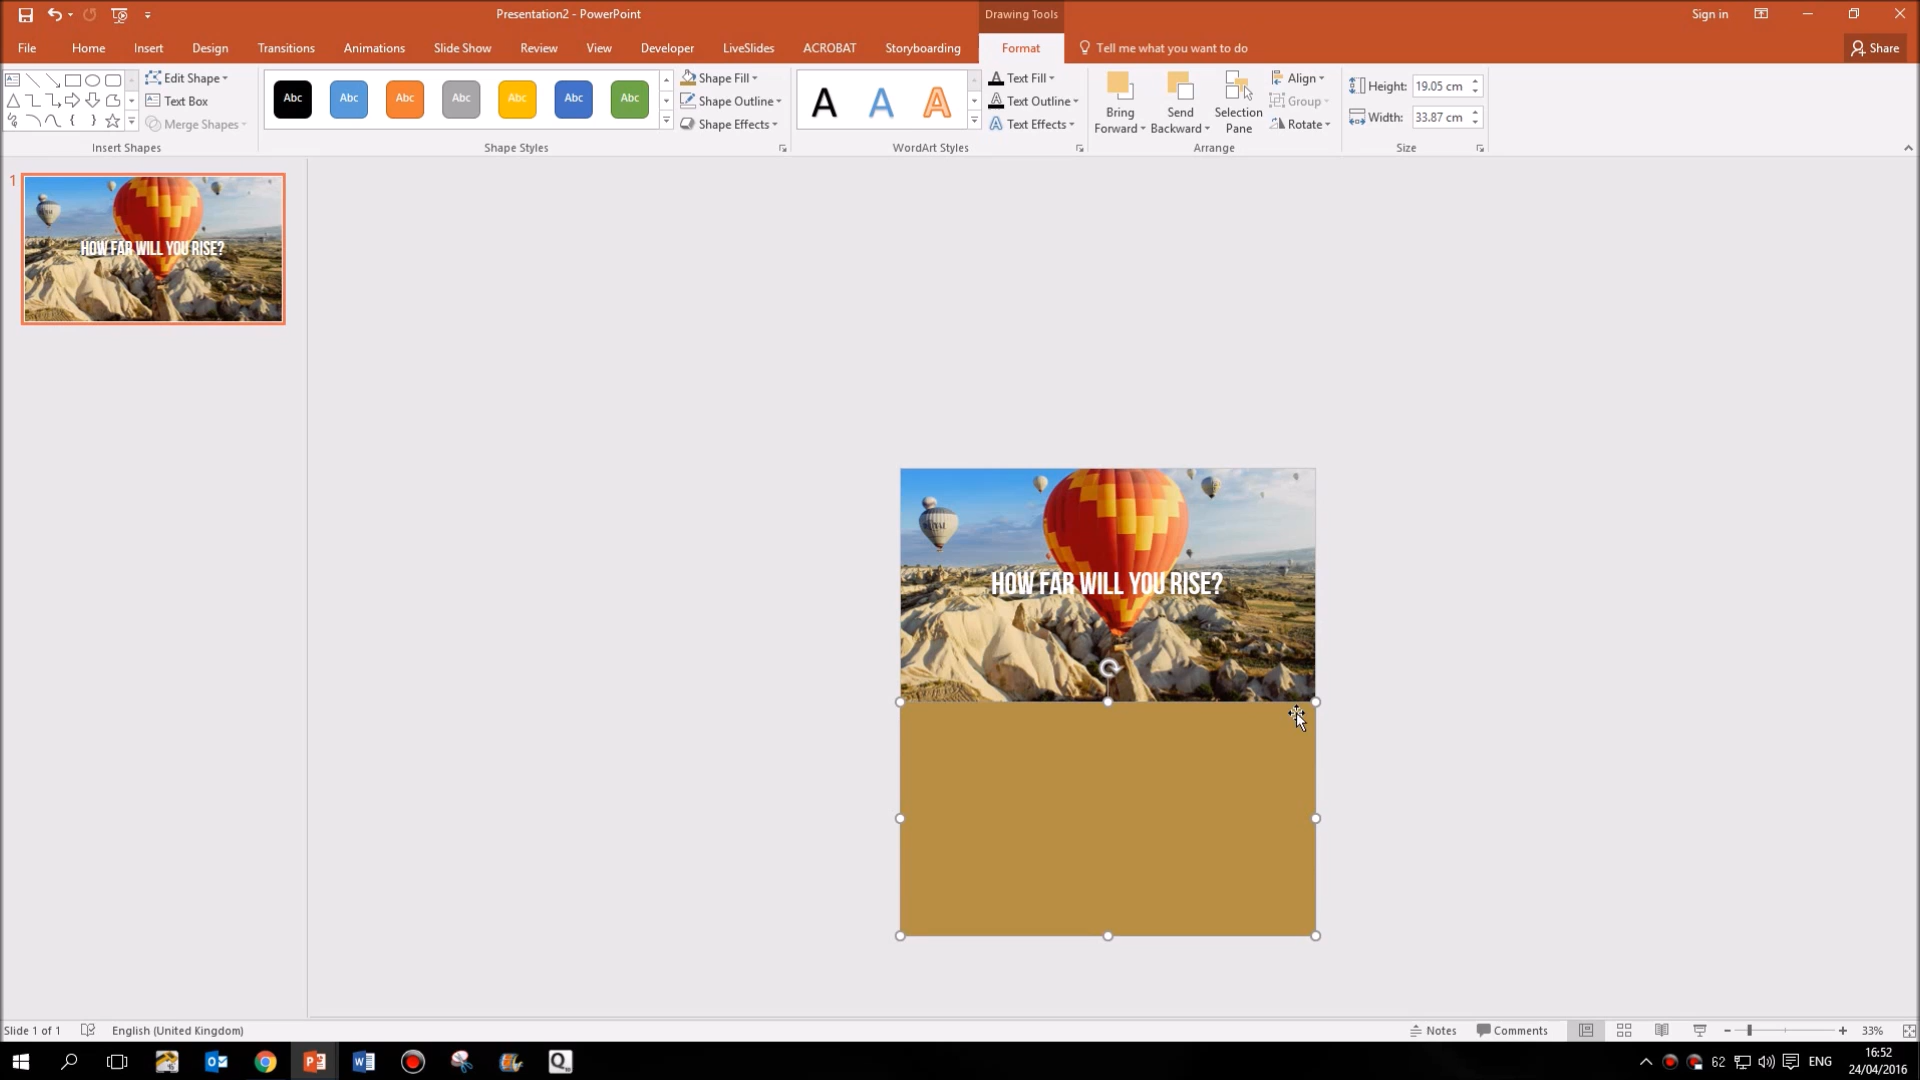 Presentation2 - PowerPoint
Drawing Tools
Sign in
File
Home
Insert
Design
Transitions
Animations
Slide Show
Review
View
Developer
LiveSlides
ACROBAT
Storyboarding
Format
Tell me what you want to do
Share
Edit Shape
Text Box
Merge Shapes
Insert Shapes
Abc
Abc
Abc
Abc
Abc
Abc
Abc
Shape Fill
Shape Outline
Shape Effects
Shape Styles
A
A
A
Text Fill
Text Outline
Text Effects
WordArt Styles
Bring
Forward
Send
Backward
Selection
Pane
Align
Group
Rotate
Arrange
Height:
19.05 cm
Width:
33.87 cm
Size
1
HOW FAR WILL YOU RISE?
HOW FAR WILL YOU RISE?
Slide 1 of 1
English (United Kingdom)
Notes
Comments
33%
62
ENG
16:52
24/04/2016